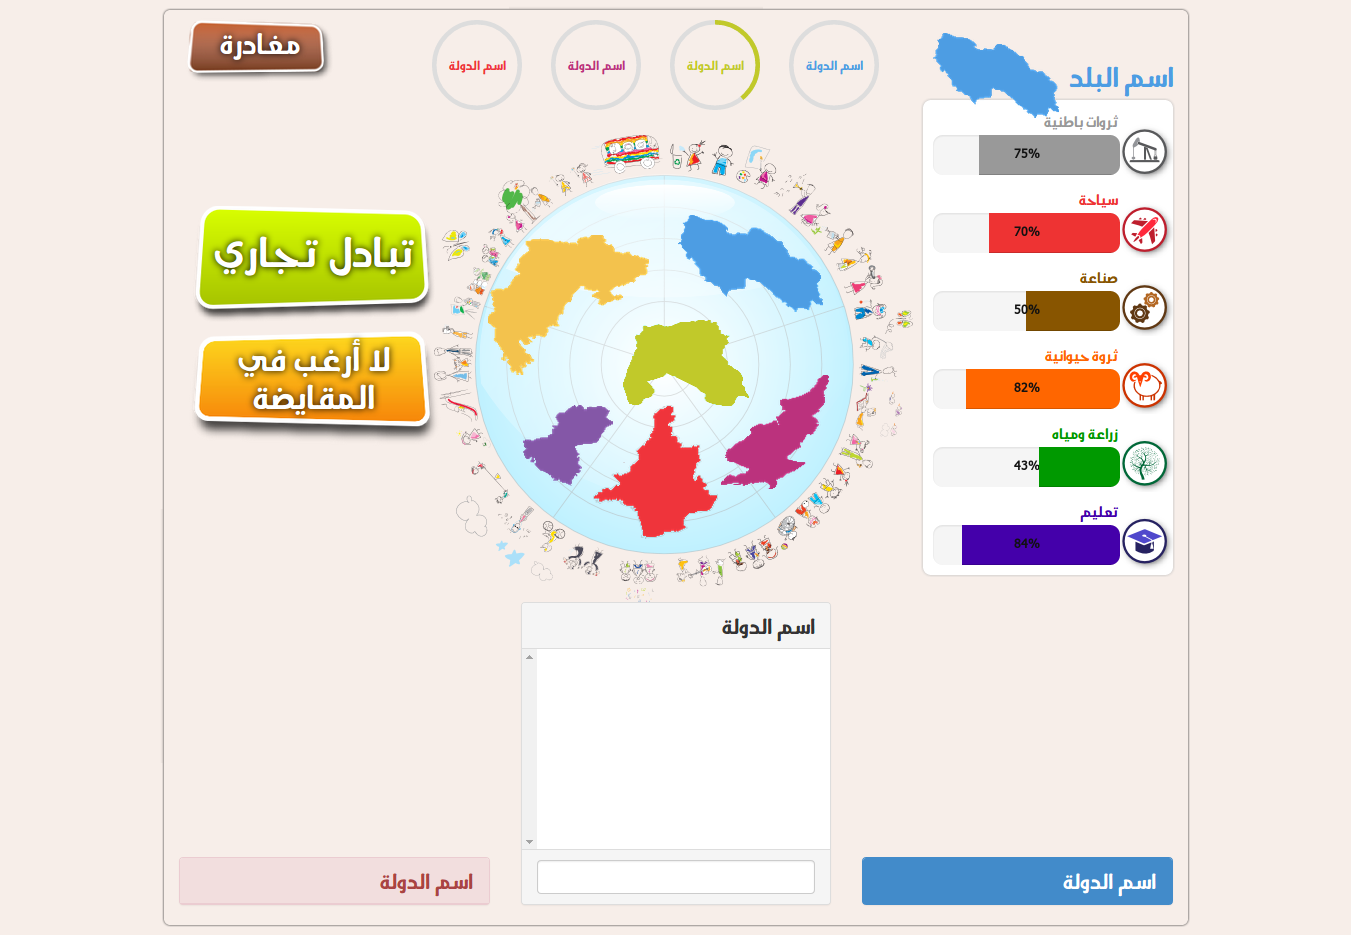 مغادرة
اسم الدولة
اسم الدولة
اسم الدولة
اسم الدولة
اسم البلد
ثروات باطنية
75%
سياحة
70%
صناعة
50%
ثروة حيوانية
82%
زراعة ومياه
43%
تعليم
84%
تبادل تجاري
لا أرغب في
المقايضة
اسم الدولة
اسم الدولة
اسم الدولة